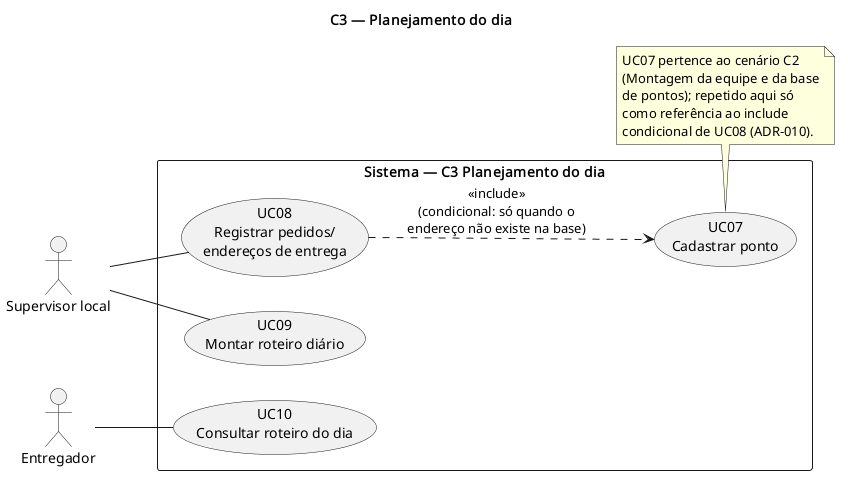 C3 — Planejamento do dia
UC07 pertence ao cenário C2
(Montagem da equipe e da base
de pontos); repetido aqui só
como referência ao include
condicional de UC08 (ADR-010).
Sistema — C3 Planejamento do dia
«include»
(condicional: só quando o
endereço não existe na base)
UC08
Registrar pedidos/
endereços de entrega
UC07
Cadastrar ponto
Supervisor local
UC09
Montar roteiro diário
UC10
Consultar roteiro do dia
Entregador